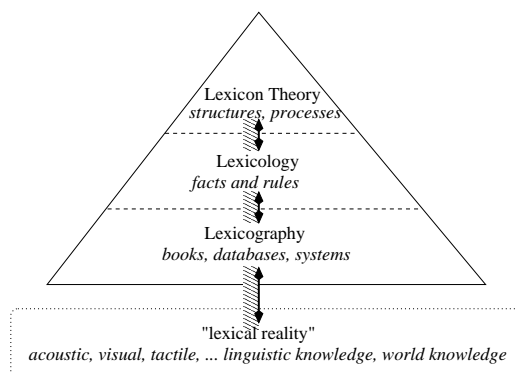 Lexicon Theory
structures, processes
Lexicology
facts and rules
Lexicography
books, databases, systems
"lexical reality"
acoustic, visual, tactile, ... linguistic knowledge, world knowledge